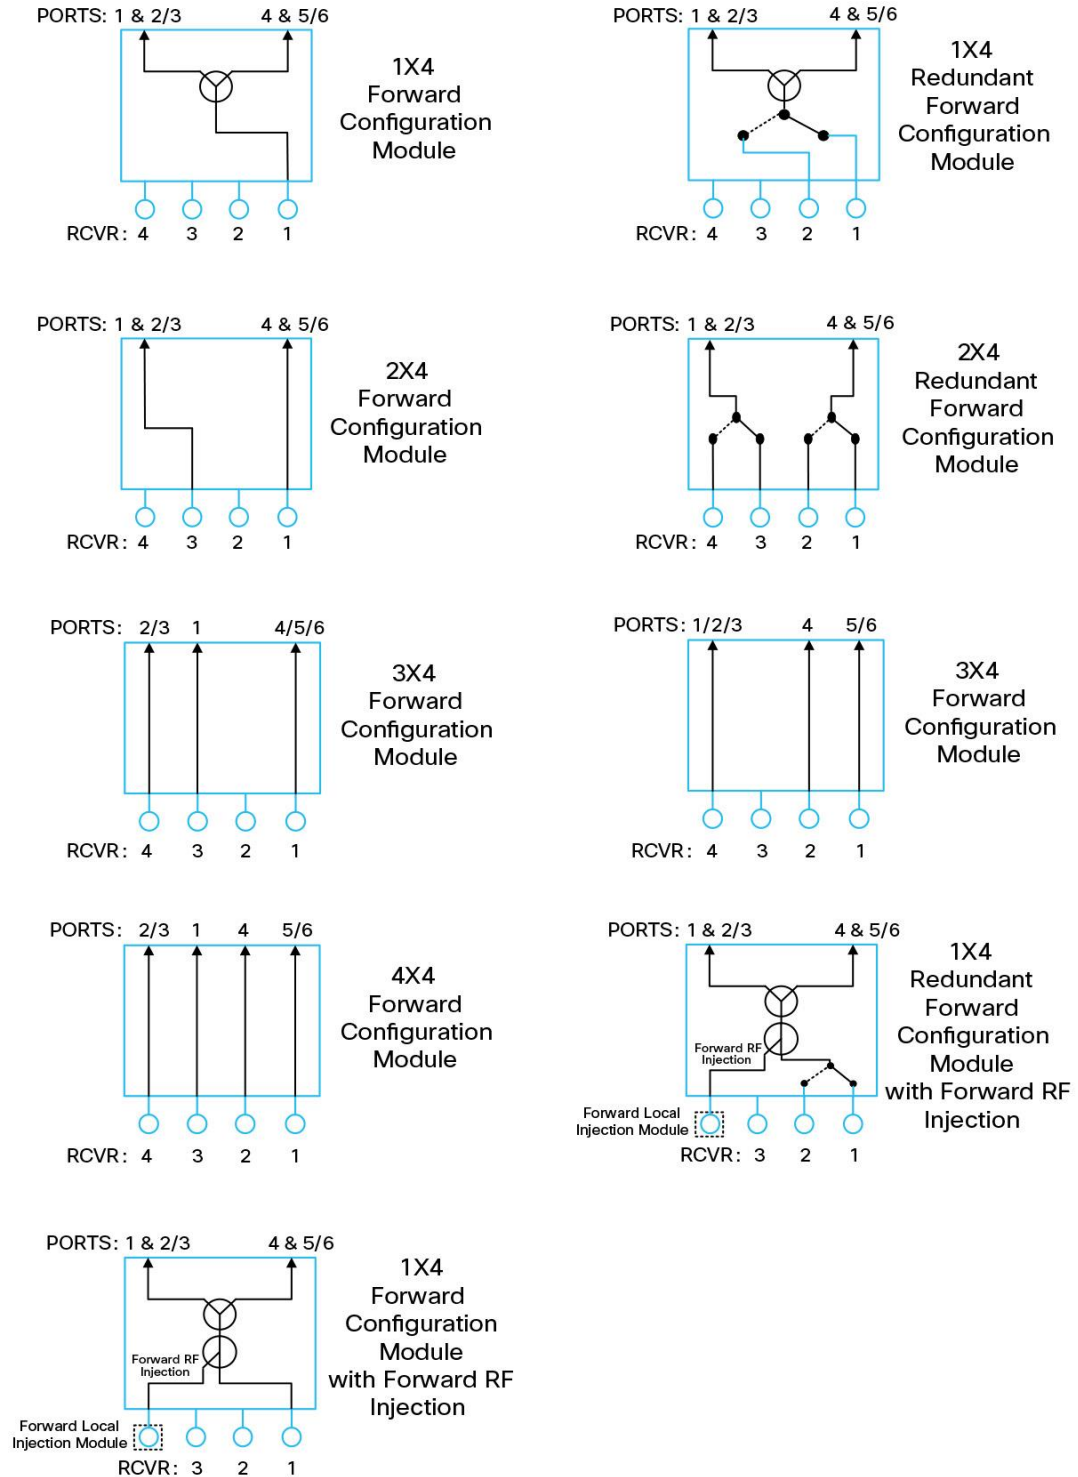 PORTS: 1 & 2/3 4 & 5/6
1X4
Forward
Configuration
Module
RCVR: 4 3 2 1
PORTS: 1 & 2/3 4 & 5/6
1X4
Redundant
Forward
Configuration
Module
RCVR: 4 3 2 1
PORTS: 1 & 2/3 4 & 5/6
2X4
Forward
Configuration
Module
RCVR: 4 3 2 1
PORTS: 1 & 2/3 4 & 5/6
2X4
Redundant
Forward
Configuration
Module
RCVR: 4 3 2 1
PORTS: 2/3 1 4/5/6
3X4
Forward
Configuration
Module
RCVR: 4 3 2 1
PORTS: 1/2/3 4 5/6
3X4
Forward
Configuration
Module
RCVR: 4 3 2 1
PORTS: 2/3 1 4 5/6
4X4
Forward
Configuration
Module
RCVR: 4 3 2 1
PORTS: 1 & 2/3 4 & 5/6
1X4
Redundant
Forward
Configuration
Module
with Forward RF
Injection
Forward RF
Injection
Forward Local
Injection Module
RCVR: 3 2 1
PORTS: 1 & 2/3 4 & 5/6
1X4
Forward
Configuration
Module
with Forward RF
Injection
Forward RF
Injection
Forward Local
Injection Module
RCVR: 3 2 1